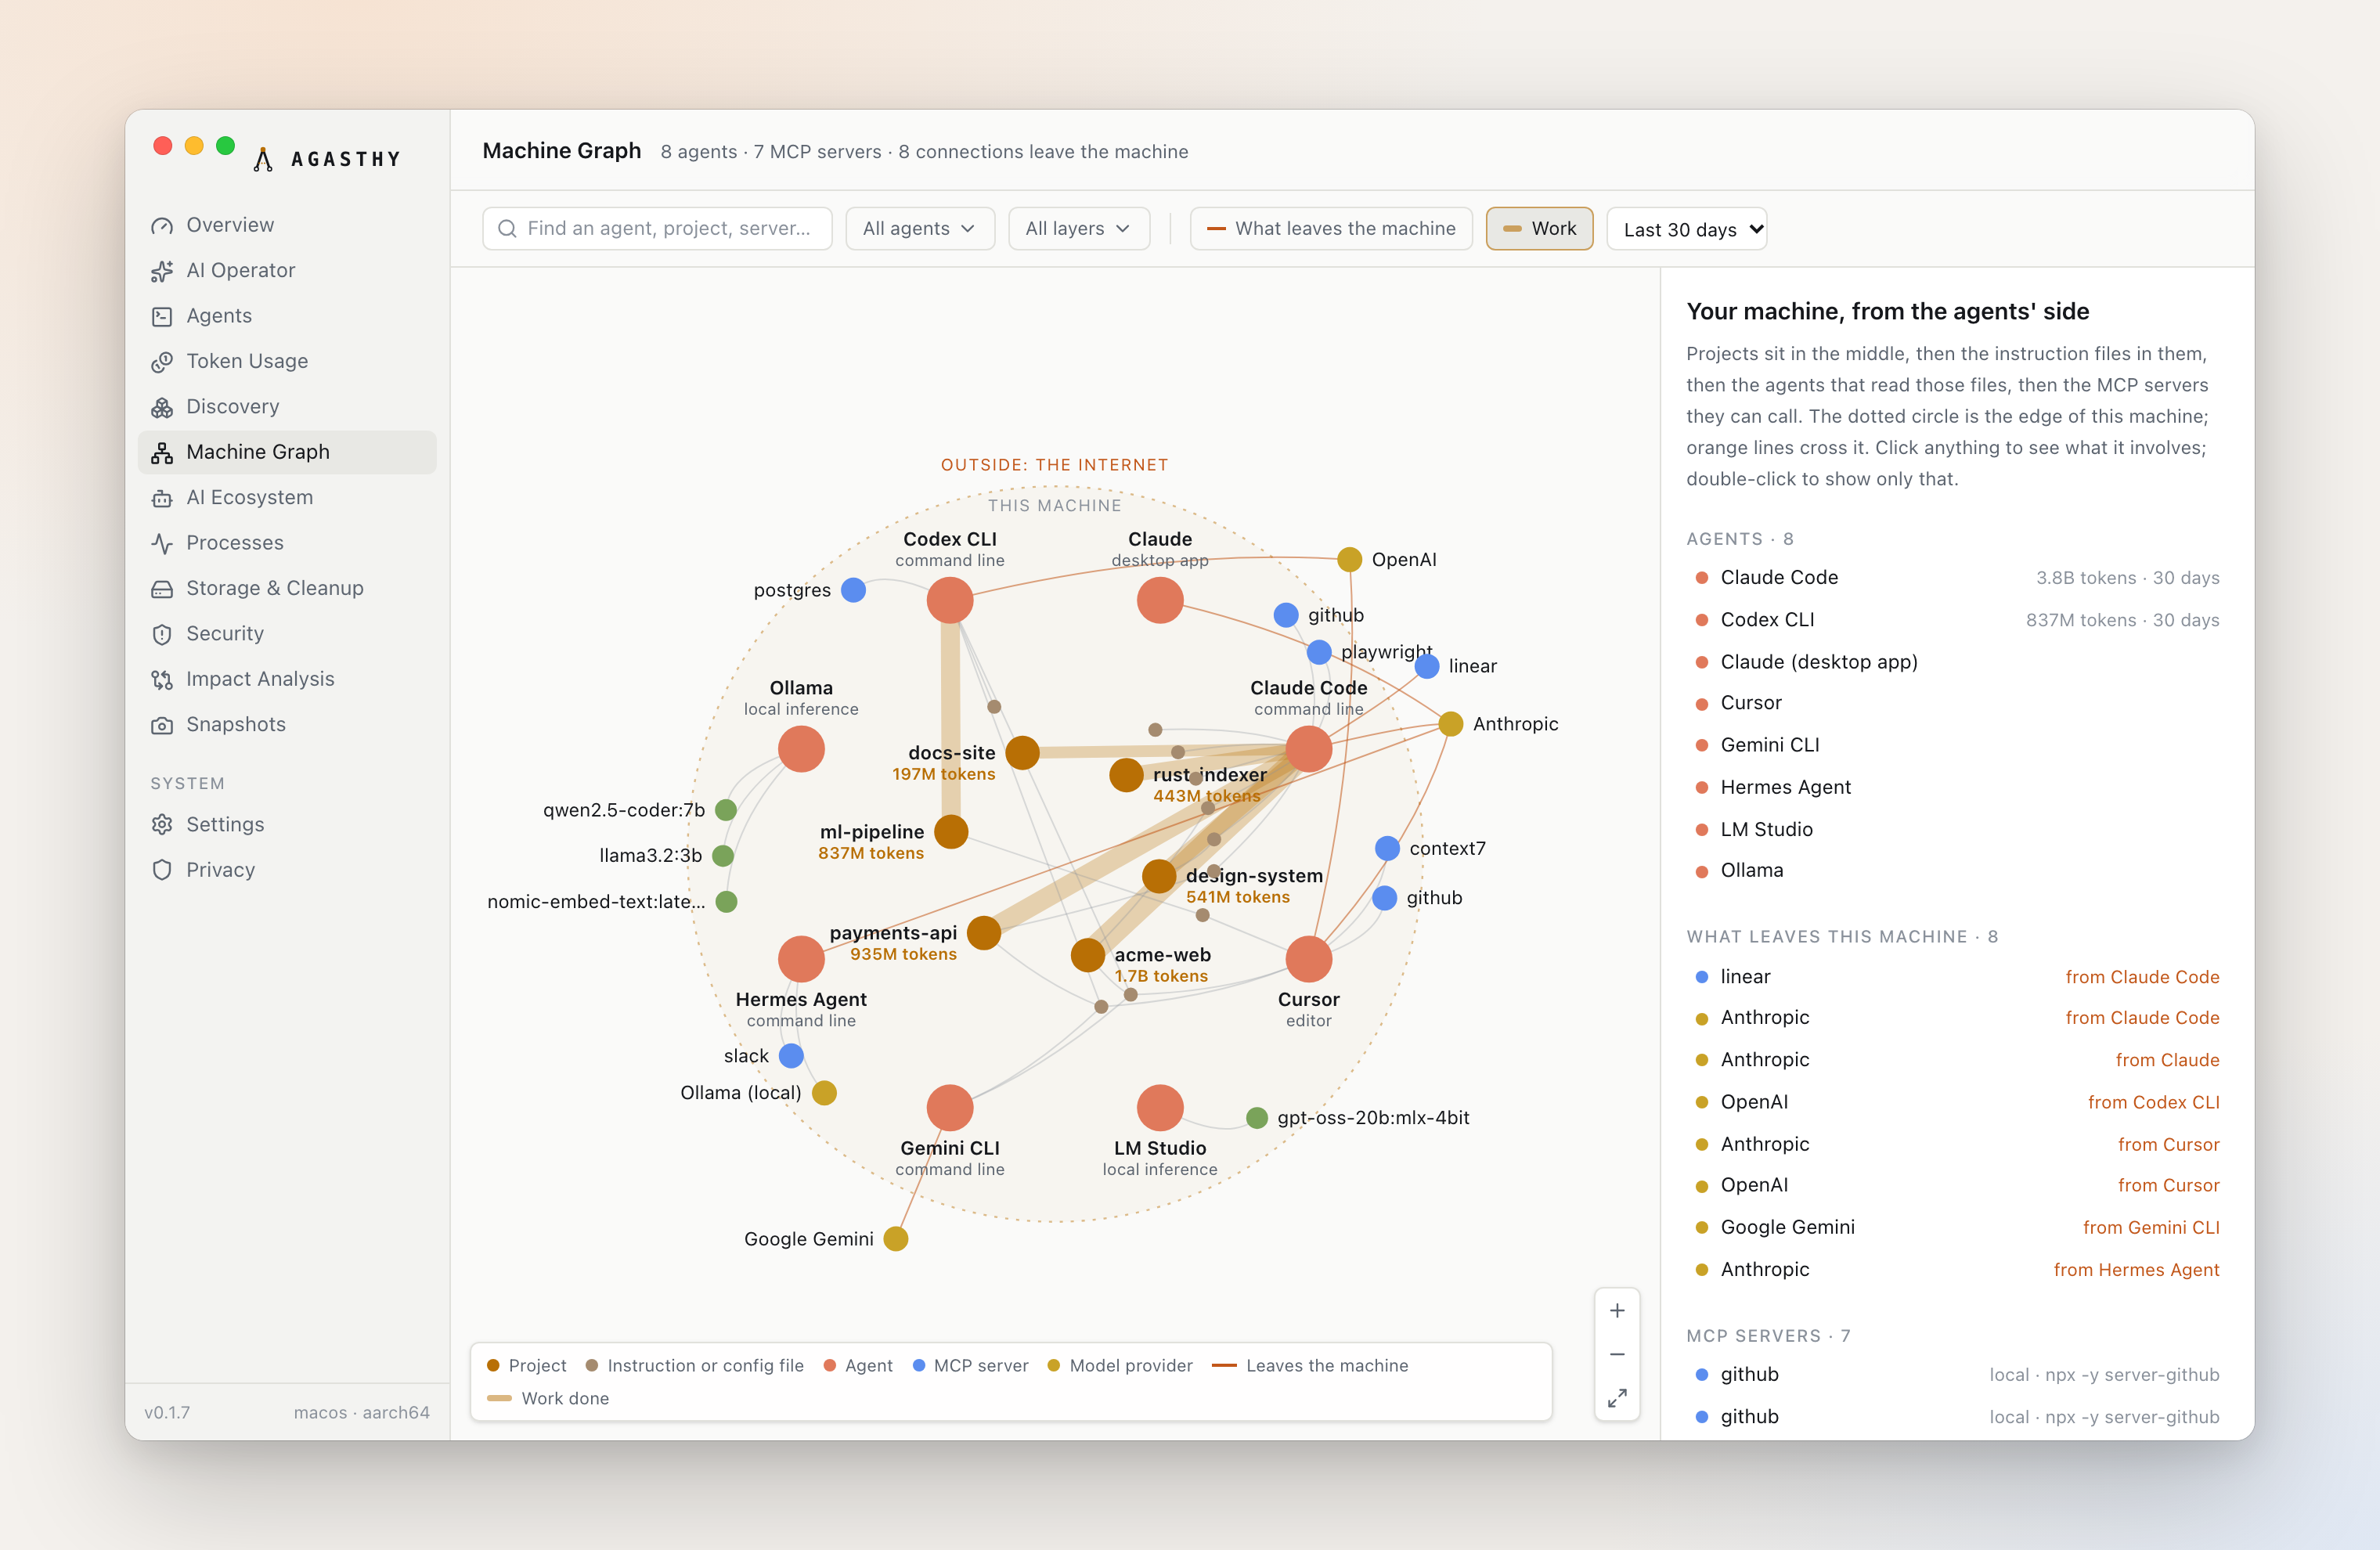 AGASTHY
Overview
AI Operator
Agents
Token Usage
Discovery
Machine Graph
AI Ecosystem
Processes
Storage & Cleanup
Security
Impact Analysis
Snapshots
SYSTEM
Settings
Privacy
v0.1.7
macos · aarch64
Machine Graph
8 agents · 7 MCP servers · 8 connections leave the machine
Find an agent, project, server...
All agents
All layers
What leaves the machine
Work
Last 30 days
OUTSIDE: THE INTERNET
THIS MACHINE
Codex CLI
command line
Claude
desktop app
OpenAI
postgres
github
playwright
linear
Ollama
local inference
Claude Code
command line
Anthropic
docs-site
197M tokens
rust-indexer
443M tokens
qwen2.5-coder:7b
ml-pipeline
837M tokens
llama3.2:3b
context7
design-system
541M tokens
nomic-embed-text:late...
github
payments-api
935M tokens
acme-web
1.7B tokens
Hermes Agent
command line
Cursor
editor
slack
Ollama (local)
gpt-oss-20b:mlx-4bit
Gemini CLI
command line
LM Studio
local inference
Google Gemini
Project
Instruction or config file
Agent
MCP server
Model provider
Leaves the machine
Work done
Your machine, from the agents' side
Projects sit in the middle, then the instruction files in them,
then the agents that read those files, then the MCP servers
they can call. The dotted circle is the edge of this machine;
orange lines cross it. Click anything to see what it involves;
double-click to show only that.
AGENTS · 8
Claude Code 3.8B tokens · 30 days
Codex CLI 837M tokens · 30 days
Claude (desktop app)
Cursor
Gemini CLI
Hermes Agent
LM Studio
Ollama
WHAT LEAVES THIS MACHINE · 8
linear from Claude Code
Anthropic from Claude Code
Anthropic from Claude
OpenAI from Codex CLI
Anthropic from Cursor
OpenAI from Cursor
Google Gemini from Gemini CLI
Anthropic from Hermes Agent
MCP SERVERS · 7
github local · npx -y server-github
github local · npx -y server-github